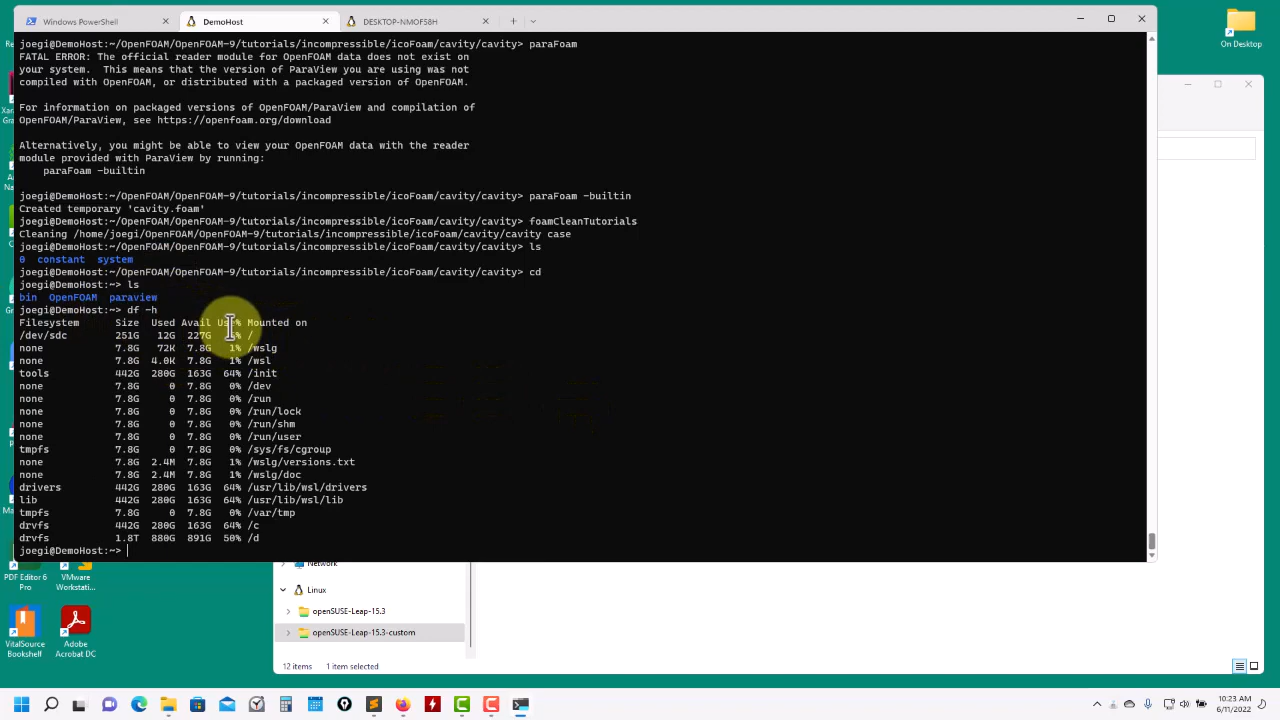 Windows PowerShell
DemoHost
DESKTOP-NMOF58H
joegi@DemoHost:~/OpenFOAM/OpenFOAM-9/tutorials/incompressible/icoFoam/cavity/cavity> paraFoam
FATAL ERROR: The official reader module for OpenFOAM data does not exist on
your system.  This means that the version of ParaView you are using was not
compiled with OpenFOAM, or distributed with a packaged version of OpenFOAM.
For information on packaged versions of OpenFOAM/ParaView and compilation of
OpenFOAM/ParaView, see https://openfoam.org/download
Alternatively, you might be able to view your OpenFOAM data with the reader
module provided with ParaView by running:
paraFoam -builtin
joegi@DemoHost:~/OpenFOAM/OpenFOAM-9/tutorials/incompressible/icoFoam/cavity/cavity> paraFoam -builtin
Created temporary 'cavity.foam'
joegi@DemoHost:~/OpenFOAM/OpenFOAM-9/tutorials/incompressible/icoFoam/cavity/cavity> foamCleanTutorials
Cleaning /home/joegi/OpenFOAM/OpenFOAM-9/tutorials/incompressible/icoFoam/cavity/cavity case
joegi@DemoHost:~/OpenFOAM/OpenFOAM-9/tutorials/incompressible/icoFoam/cavity/cavity> ls
0  constant  system
joegi@DemoHost:~/OpenFOAM/OpenFOAM-9/tutorials/incompressible/icoFoam/cavity/cavity> cd
joegi@DemoHost:~> ls
bin  OpenFOAM  paraview
joegi@DemoHost:~> df -h
Filesystem      Size  Used Avail Use% Mounted on
/dev/sdc        251G   12G  227G % /
none            7.8G   72K  7.8G   1% /wslg
none            7.8G  4.0K  7.8G   1% /wsl
tools           442G  280G  163G  64% /init
none            7.8G     0  7.8G   0% /dev
none            7.8G     0  7.8G   0% /run
none            7.8G     0  7.8G   0% /run/lock
none            7.8G     0  7.8G   0% /run/shm
none            7.8G     0  7.8G   0% /run/user
tmpfs           7.8G     0  7.8G   0% /sys/fs/cgroup
none            7.8G  2.4M  7.8G   1% /wslg/versions.txt
none            7.8G  2.4M  7.8G   1% /wslg/doc
drivers         442G  280G  163G  64% /usr/lib/wsl/drivers
lib             442G  280G  163G  64% /usr/lib/wsl/lib
tmpfs           7.8G     0  7.8G   0% /var/tmp
drvfs           442G  280G  163G  64% /c
drvfs           1.8T  880G  891G  50% /d
joegi@DemoHost:~>
On Desktop
PDF Editor 6
Pro
VMware
Workstati...
VitalSource
Bookshelf
Adobe
Acrobat DC
Network
Linux
openSUSE-Leap-15.3
openSUSE-Leap-15.3-custom
12 items
1 item selected
10:23 AM
6/11/2022